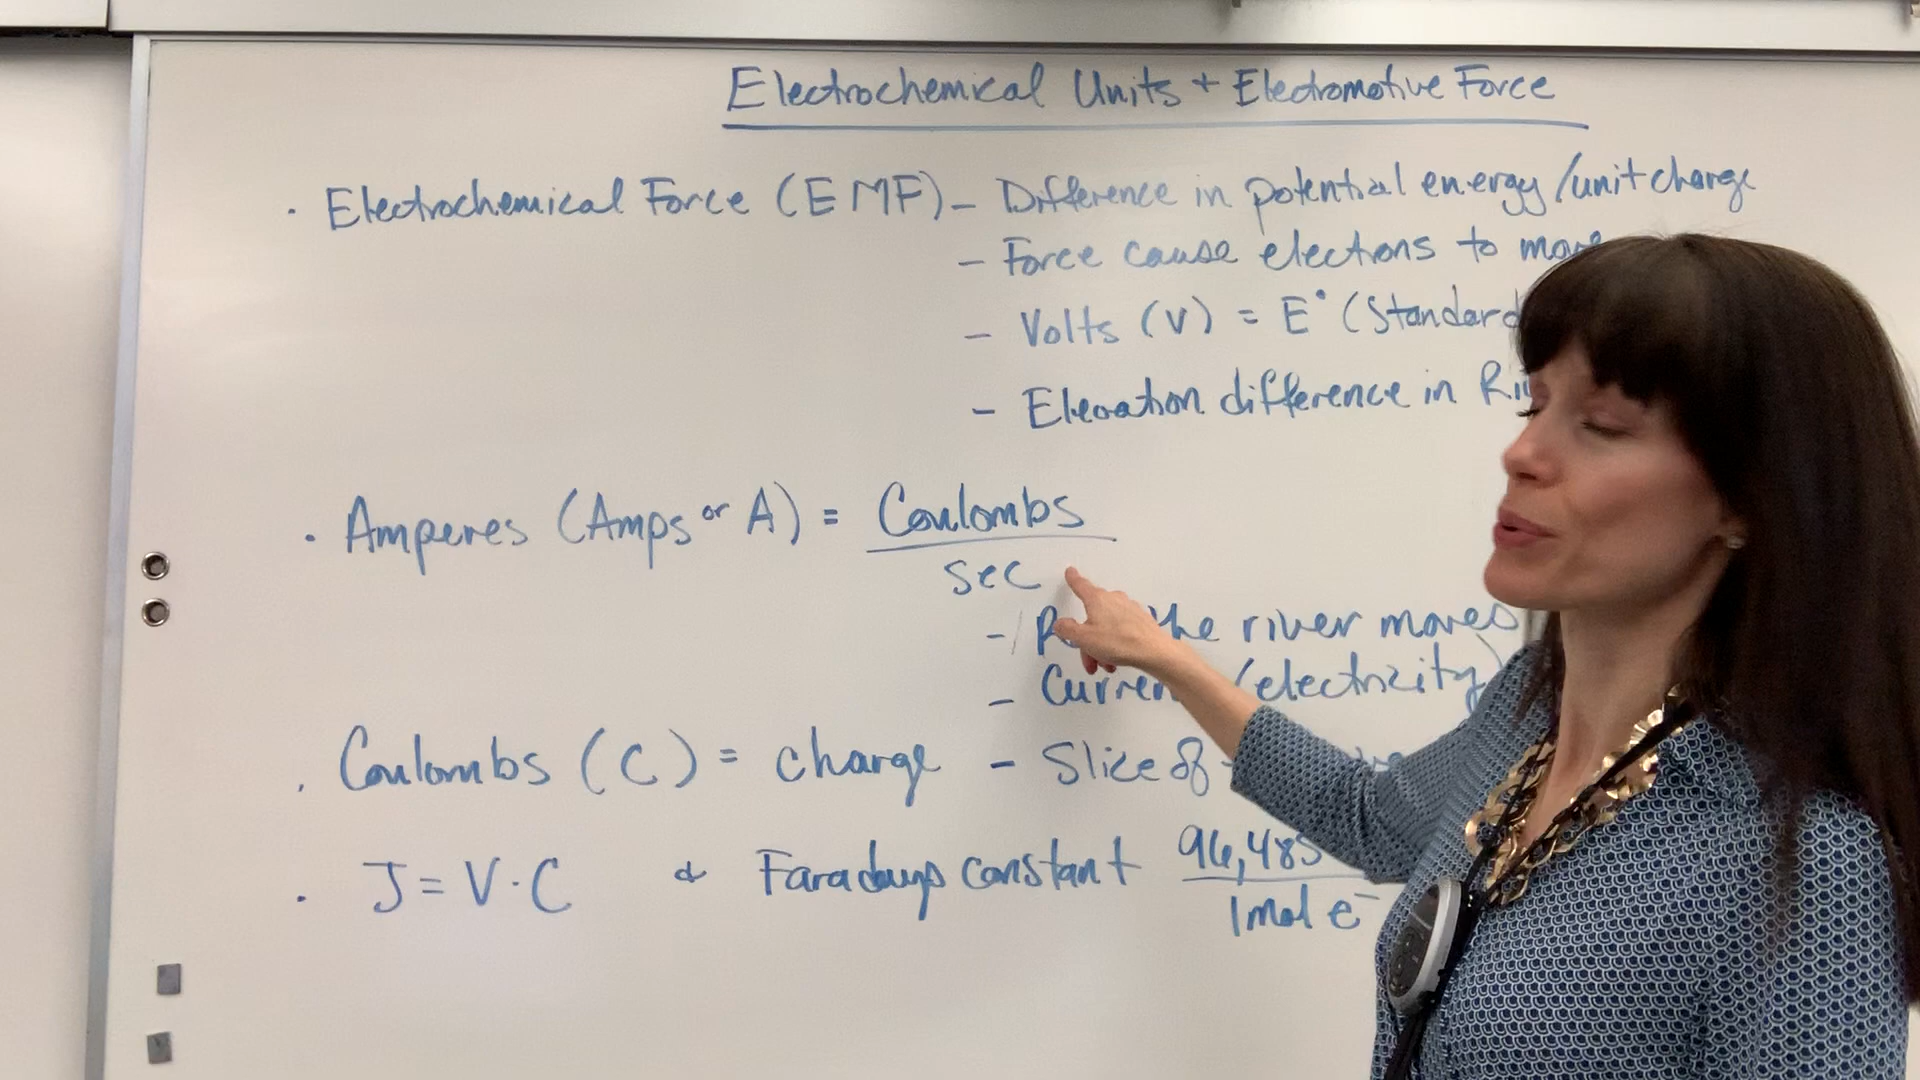 Electrochemical Units + Electromotive Force
· Electrochemical Force (EMF) - Difference in potential energy/unit charge
- Force cause electrons to move
- Volts (V) = E° (Standard
- Elevation difference in
· Amperes (Amps or A) = Coulombs
sec
- the river moves
- Curren (electricity)
· Coulombs (C) = charge - Slice of
· J = V · C & Faradays constant 96,485
1 mol e⁻